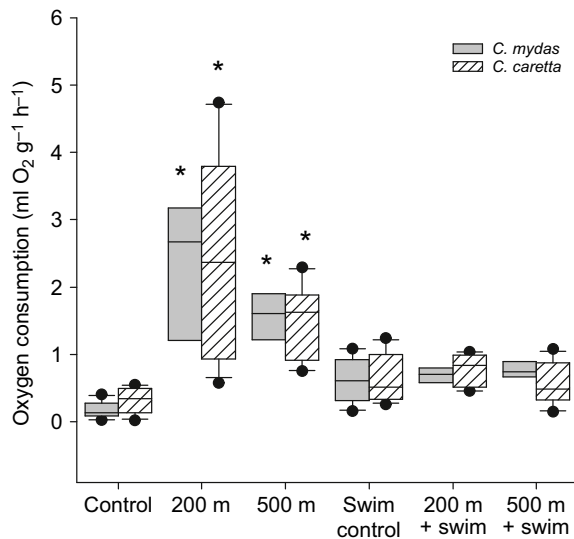 6
C. mydas
C. caretta
*
5
*
4
*
*
3
2
1
0
Oxygen consumption (ml O₂ g⁻¹ h⁻¹)
Control
200 m
500 m
Swim
control
200 m
+ swim
500 m
+ swim